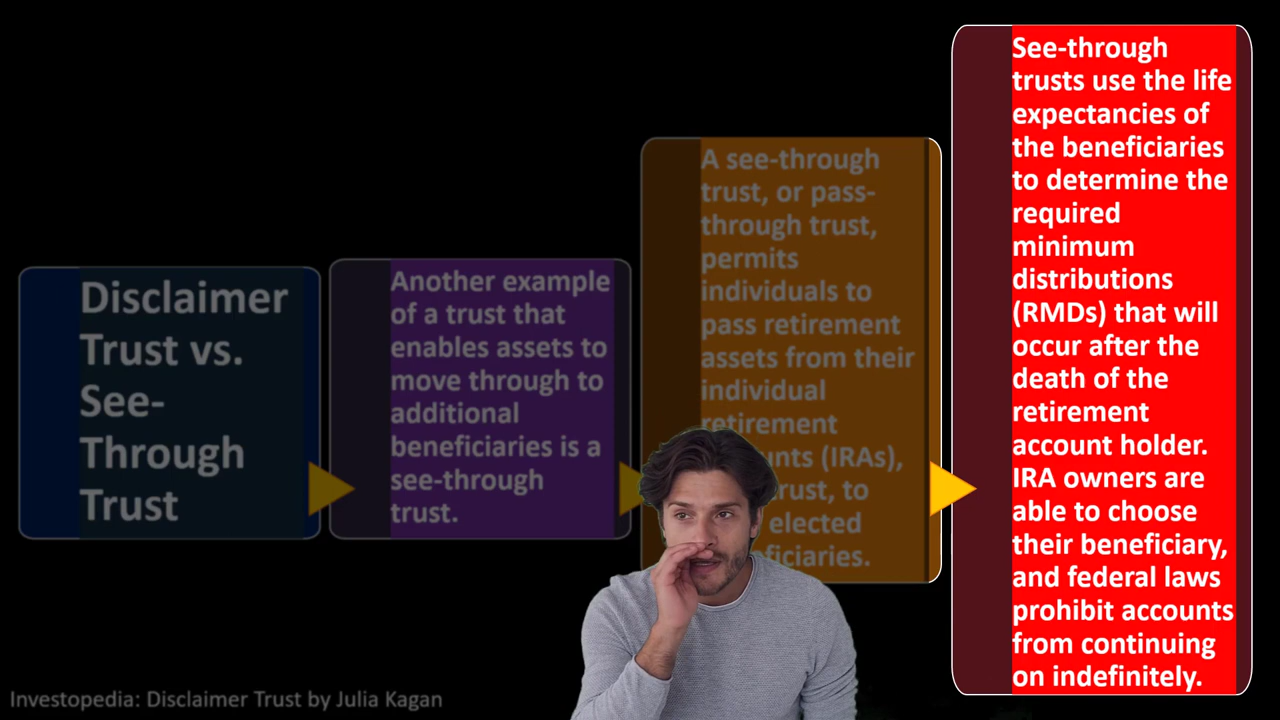 Disclaimer
Trust vs.
See-
Through
Trust
Another example
of a trust that
enables assets to
move through to
additional
beneficiaries is a
see-through
trust.
A see-through
trust, or pass-
through trust,
permits
individuals to
pass retirement
assets from their
individual
retirement
(IRAs),
to
elected
See-through
trusts use the life
expectancies of
the beneficiaries
to determine the
required
minimum
distributions
(RMDs) that will
occur after the
death of the
retirement
account holder.
IRA owners are
able to choose
their beneficiary,
and federal laws
prohibit accounts
from continuing
on indefinitely.
Investopedia: Disclaimer Trust by Julia Kagan